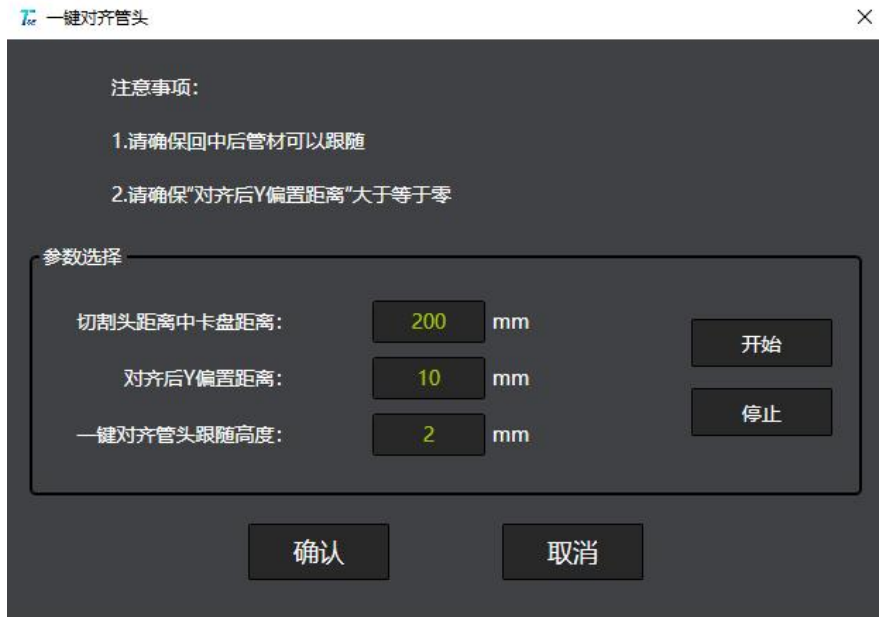 一键对齐管头
注意事项：
1.请确保回中后管材可以跟随
2.请确保“对齐后Y偏置距离”大于等于零
参数选择
切割头距离中卡盘距离： 200 mm
开始
对齐后Y偏置距离： 10 mm
停止
一键对齐管头跟随高度： 2 mm
确认 取消